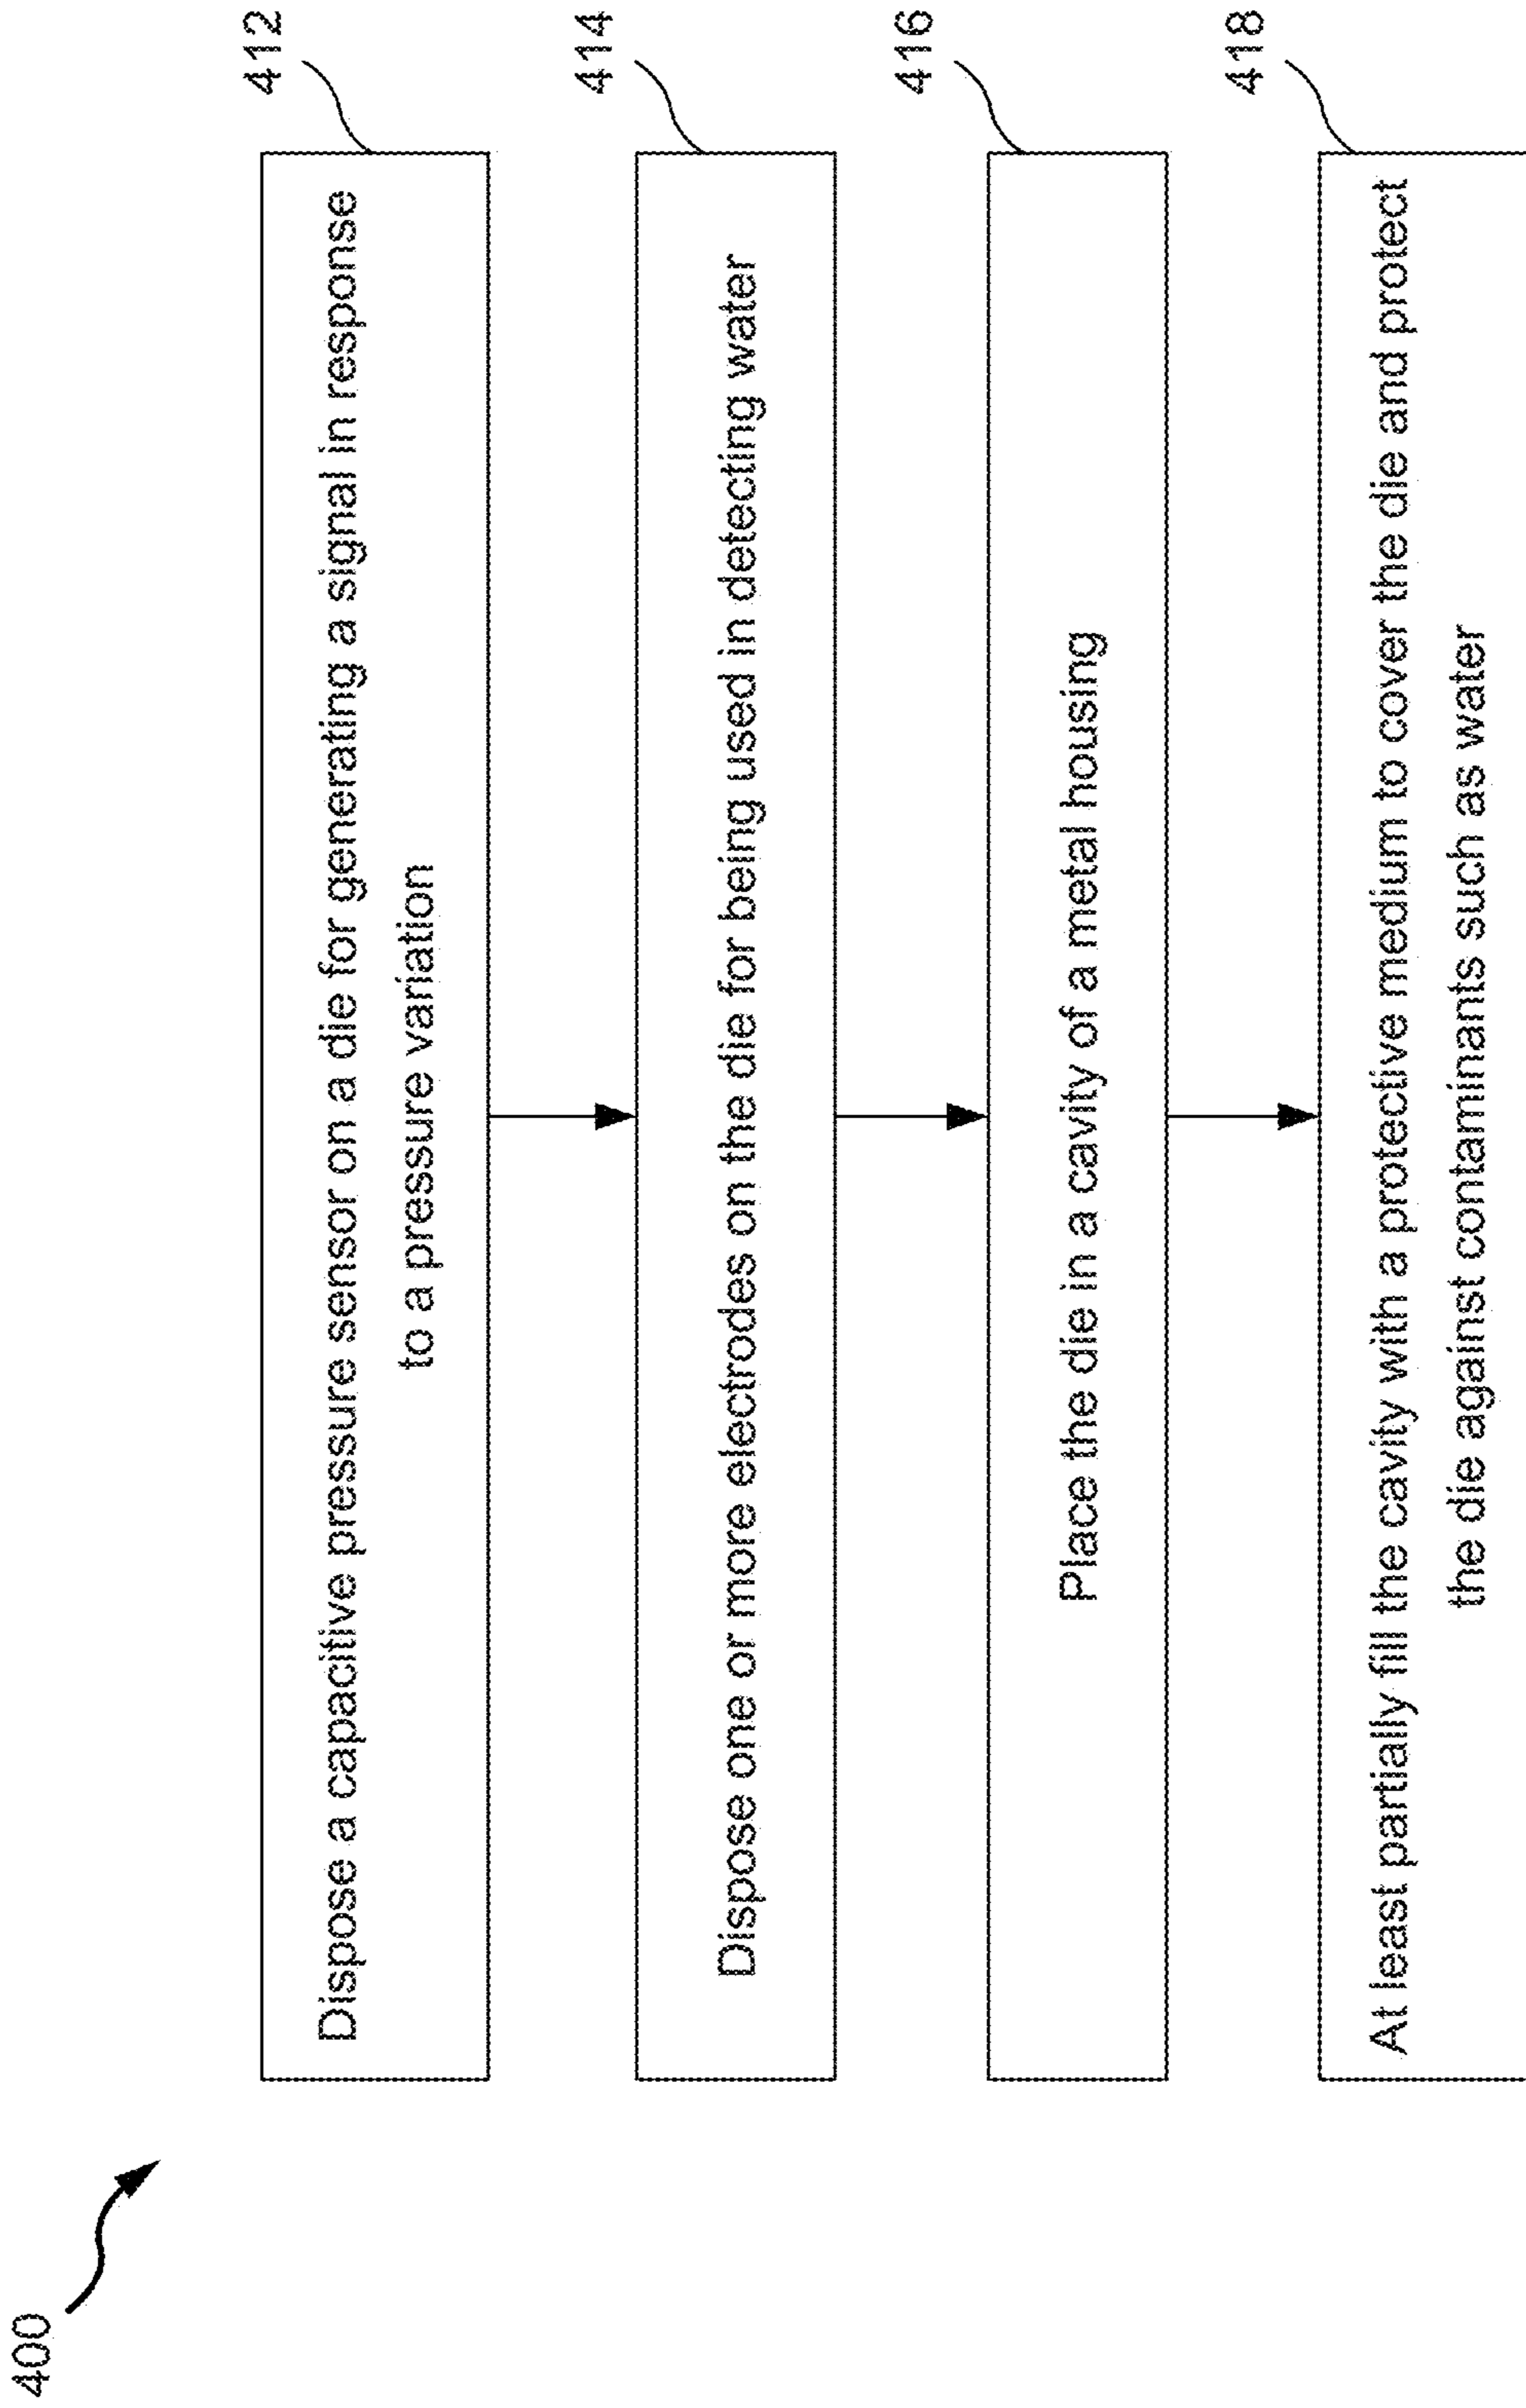 400
412
Dispose a capacitive pressure sensor on a die for generating a signal in response
to a pressure variation
414
Dispose one or more electrodes on the die for being used in detecting water
416
Place the die in a cavity of a metal housing
418
At least partially fill the cavity with a protective medium to cover the die and protect
the die against contaminants such as water